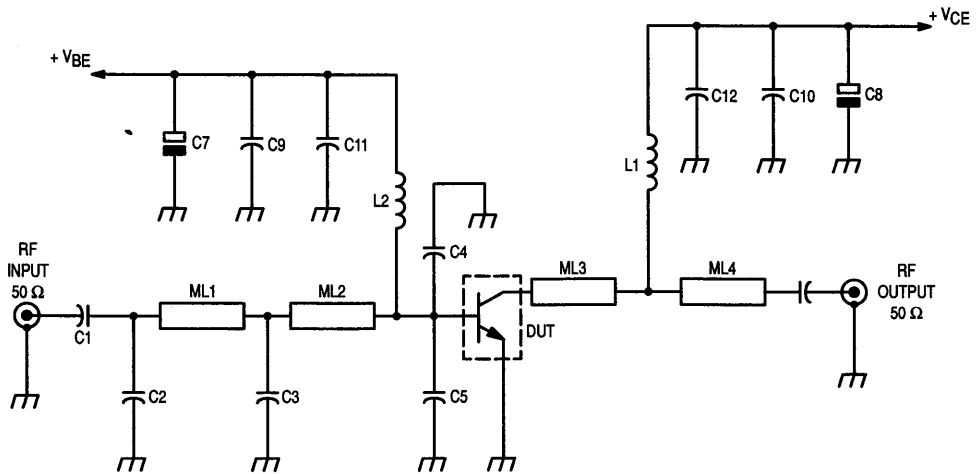 + VCE
+ VBE
C12
C10
C8
C7
C9
C11
L1
L2
C4
RF
INPUT
50 Ω
ML1
ML2
ML3
ML4
RF
OUTPUT
50 Ω
DUT
C1
C2
C3
C5